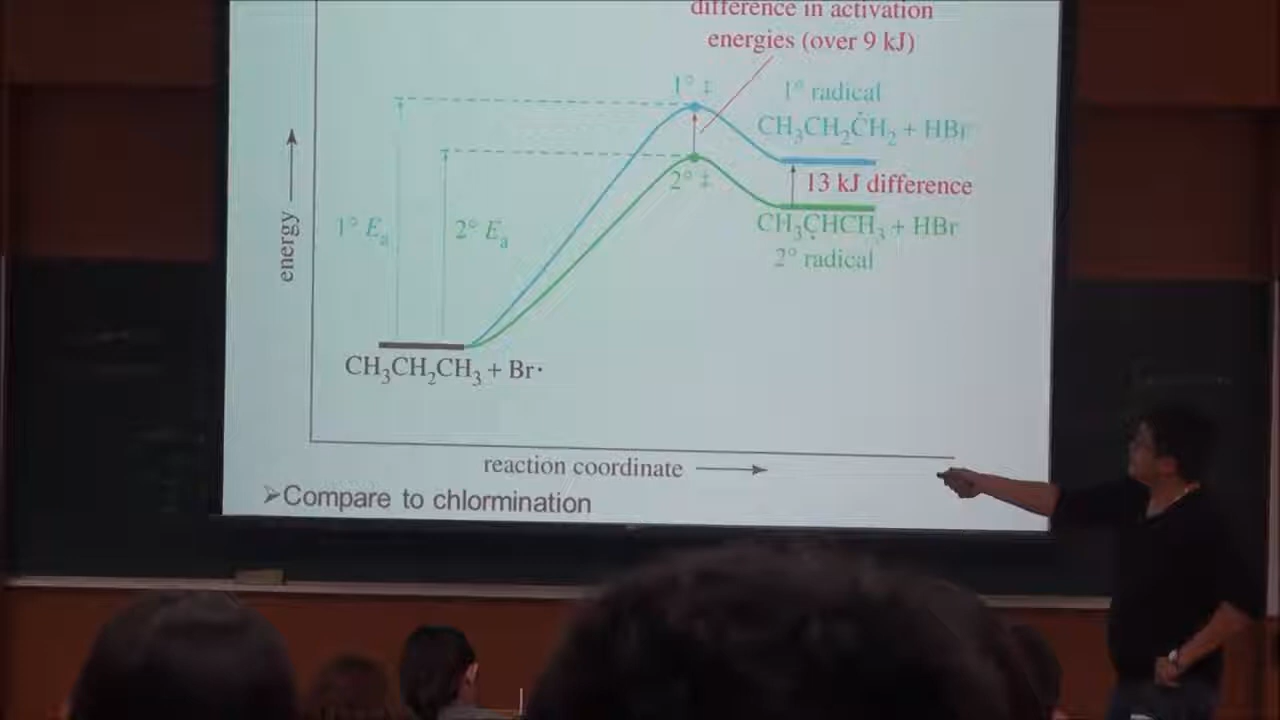 difference in activation
energies (over 9 kJ)
1° ‡
1° radical
CH₃CH₂ĊH₂ + HBr
13 kJ difference
2° ‡
CH₃ĊHCH₃ + HBr
2° radical
1° Eₐ
2° Eₐ
energy
CH₃CH₂CH₃ + Br·
reaction coordinate
➢Compare to chlormination